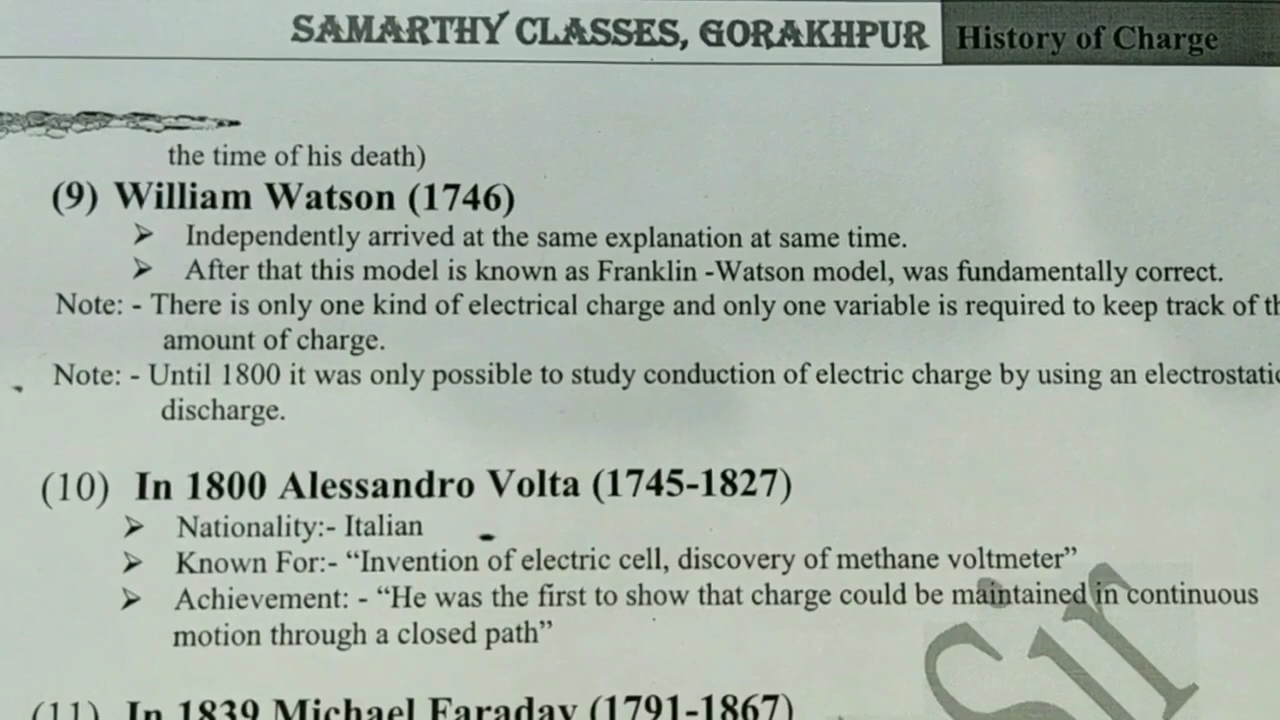 SAMARTHY CLASSES, GORAKHPUR History of Charge
the time of his death)
(9) William Watson (1746)
➢ Independently arrived at the same explanation at same time.
➢ After that this model is known as Franklin -Watson model, was fundamentally correct.
Note: - There is only one kind of electrical charge and only one variable is required to keep track of th
amount of charge.
Note: - Until 1800 it was only possible to study conduction of electric charge by using an electrostatic
discharge.
(10) In 1800 Alessandro Volta (1745-1827)
➢ Nationality:- Italian
➢ Known For:- “Invention of electric cell, discovery of methane voltmeter”
➢ Achievement: - “He was the first to show that charge could be maintained in continuous
motion through a closed path”
Sir
(11) In 1839 Michael Faraday (1791-1867)